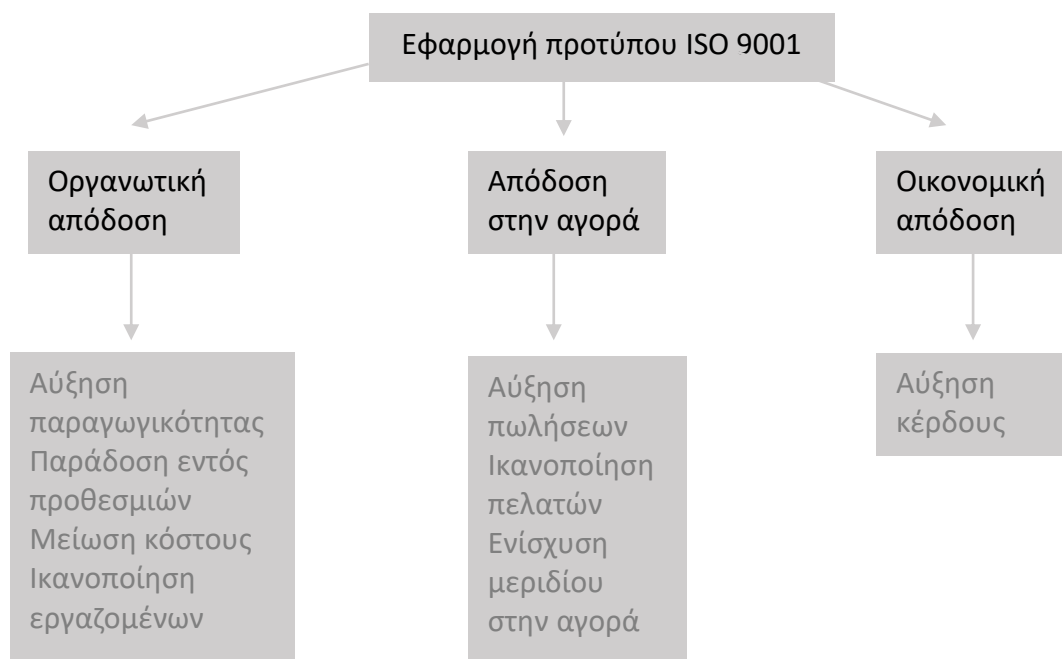 Εφαρμογή προτύπου ISO 9001
Οργανωτική
απόδοση
Απόδοση
στην αγορά
Οικονομική
απόδοση
Αύξηση
παραγωγικότητας
Παράδοση εντός
προθεσμιών
Μείωση κόστους
Ικανοποίηση
εργαζομένων
Αύξηση
πωλήσεων
Ικανοποίηση
πελατών
Ενίσχυση
μεριδίου
στην αγορά
Αύξηση
κέρδους